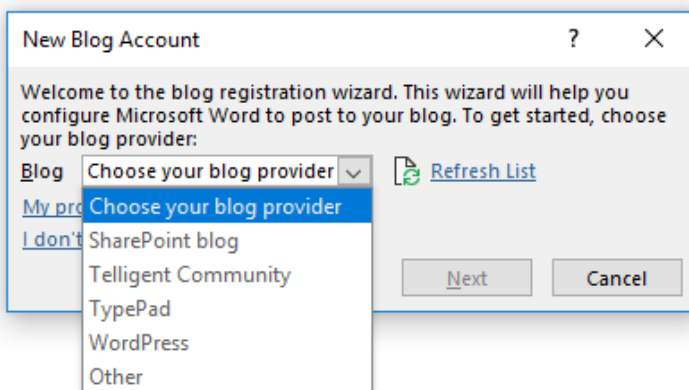 New Blog Account ? X
Welcome to the blog registration wizard. This wizard will help you
configure Microsoft Word to post to your blog. To get started, choose
your blog provider:
Blog Choose your blog provider Refresh List
My Choose your blog provider
I don't SharePoint blog
Telligent Community Next Cancel
TypePad
WordPress
Other